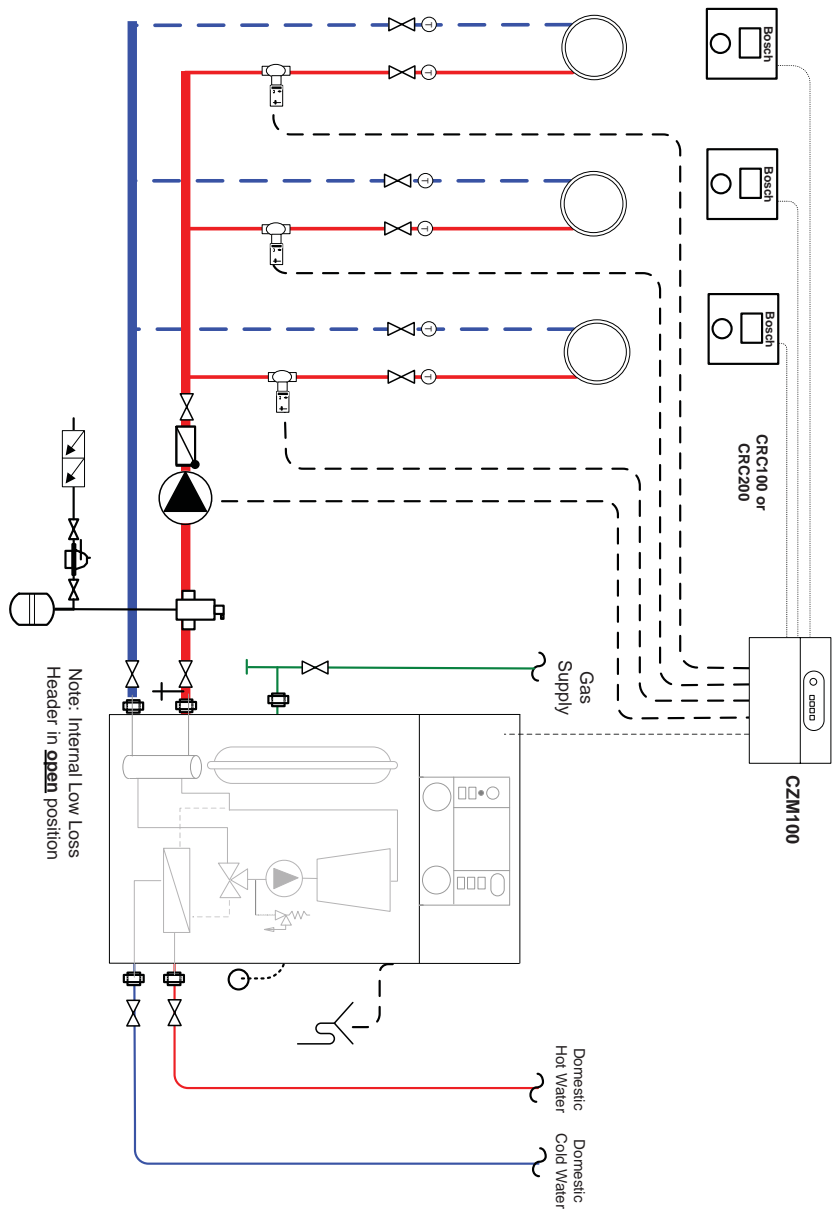 Bosch
Bosch
Bosch
CRC100 or
CRC200
CZM100
T
T
T
T
T
T
Gas
Supply
Note: Internal Low Loss
Header in open position
Domestic
Hot Water
Domestic
Cold Water